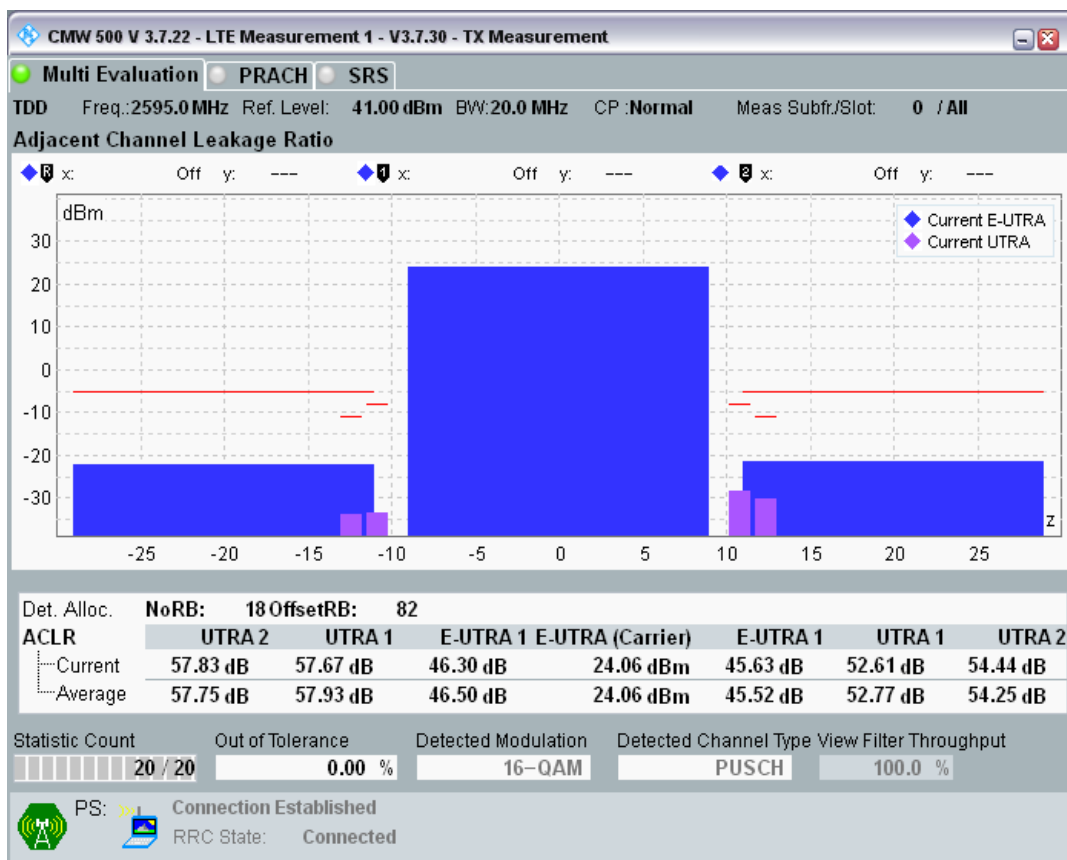 CMW 500 V 3.7.22 - LTE Measurement 1 - V3.7.30 - TX Measurement
Multi Evaluation PRACH SRS
TDD Freq.:2595.0 MHz Ref. Level: 41.00 dBm BW:20.0 MHz CP :Normal Meas Subfr./Slot: 0 / All
Adjacent Channel Leakage Ratio
R x: Off y: --- 1 x: Off y: --- 2 x: Off y: ---
dBm
Current E-UTRA
Current UTRA
30
20
10
0
-10
-20
-30
z
-25 -20 -15 -10 -5 0 5 10 15 20 25
Det. Alloc. NoRB: 18 OffsetRB: 82
ACLR UTRA 2 UTRA 1 E-UTRA 1 E-UTRA (Carrier) E-UTRA 1 UTRA 1 UTRA 2
Current 57.83 dB 57.67 dB 46.30 dB 24.06 dBm 45.63 dB 52.61 dB 54.44 dB
Average 57.75 dB 57.93 dB 46.50 dB 24.06 dBm 45.52 dB 52.77 dB 54.25 dB
Statistic Count Out of Tolerance Detected Modulation Detected Channel Type View Filter Throughput
20 / 20 0.00 % 16-QAM PUSCH 100.0 %
PS: Connection Established
RRC State: Connected